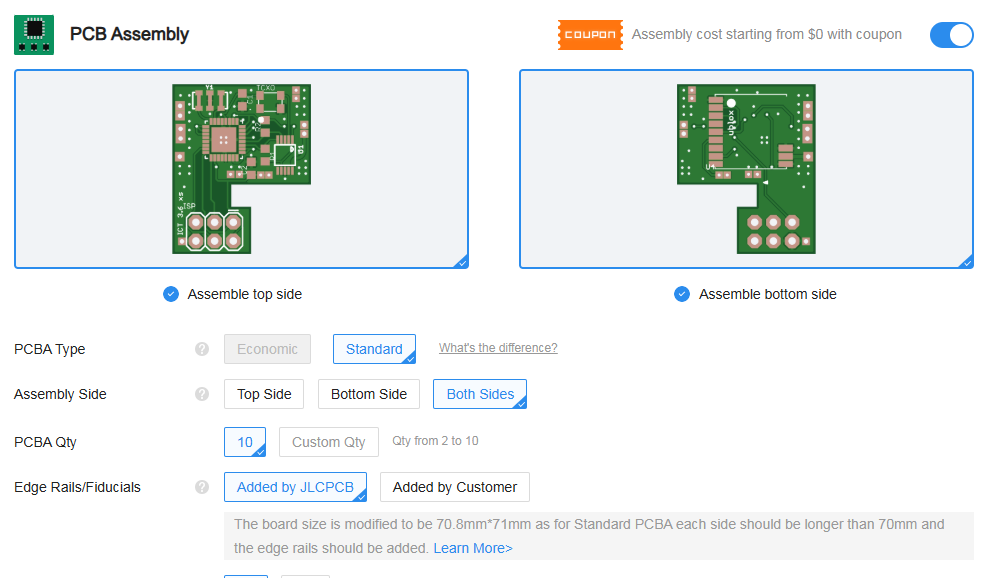 PCB Assembly
COUPON Assembly cost starting from $0 with coupon
Y1 TCXO
D1
ISP
ICT 3.6 xs
ublox
U4
Assemble top side
Assemble bottom side
PCBA Type ? Economic Standard What's the difference?
Assembly Side ? Top Side Bottom Side Both Sides
PCBA Qty 10 Custom Qty Qty from 2 to 10
Edge Rails/Fiducials ? Added by JLCPCB Added by Customer
The board size is modified to be 70.8mm*71mm as for Standard PCBA each side should be longer than 70mm and
the edge rails should be added. Learn More>